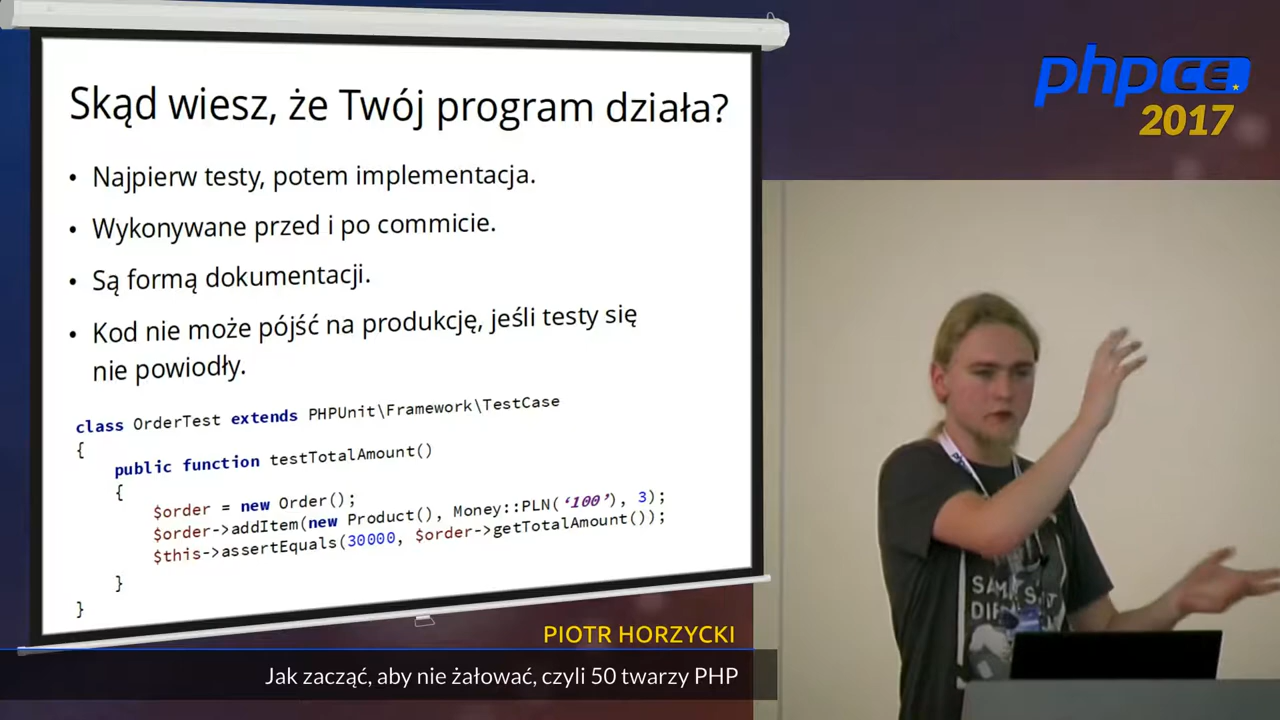 Skąd wiesz, że Twój program działa?
• Najpierw testy, potem implementacja.
• Wykonywane przed i po commicie.
• Są formą dokumentacji.
• Kod nie może pójść na produkcję, jeśli testy się
nie powiodły.
class OrderTest extends PHPUnit\Framework\TestCase
{
public function testTotalAmount()
{
$order = new Order();
$order->addItem(new Product(), Money::PLN(‘100’), 3);
$this->assertEquals(30000, $order->getTotalAmount());
}
}
phpCE
2017
PIOTR HORZYCKI
Jak zacząć, aby nie żałować, czyli 50 twarzy PHP